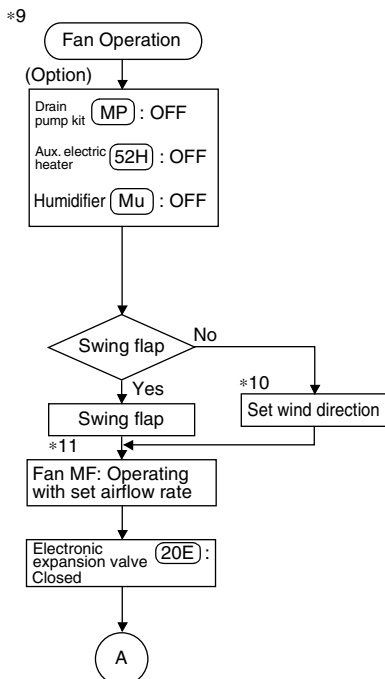 *9
Fan Operation
(Option)
Drain
pump kit MP : OFF
Aux. electric
heater 52H : OFF
Humidifier Mu : OFF
Swing flap
No
Yes
*10
Swing flap
Set wind direction
*11
Fan MF: Operating
with set airflow rate
Electronic
expansion valve 20E :
Closed
A